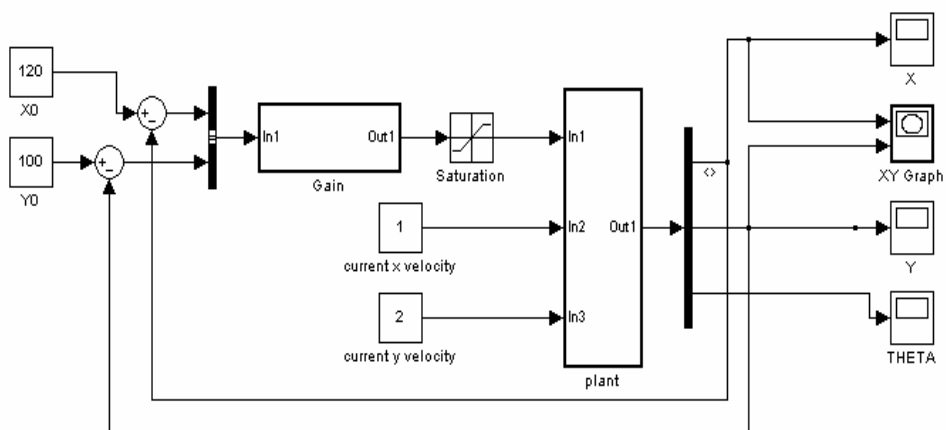 120
X0
100
Y0
+
-
+
-
In1
Out1
Gain
Saturation
1
current x velocity
2
current y velocity
In1
In2
In3
Out1
plant
<>
X
XY Graph
Y
THETA